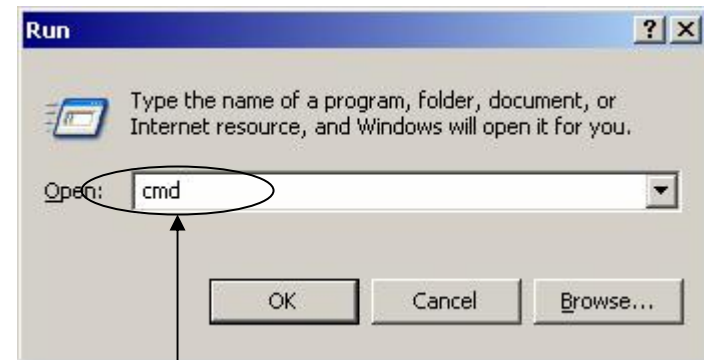 Run
Type the name of a program, folder, document, or
Internet resource, and Windows will open it for you.
Open: cmd
OK Cancel Browse...